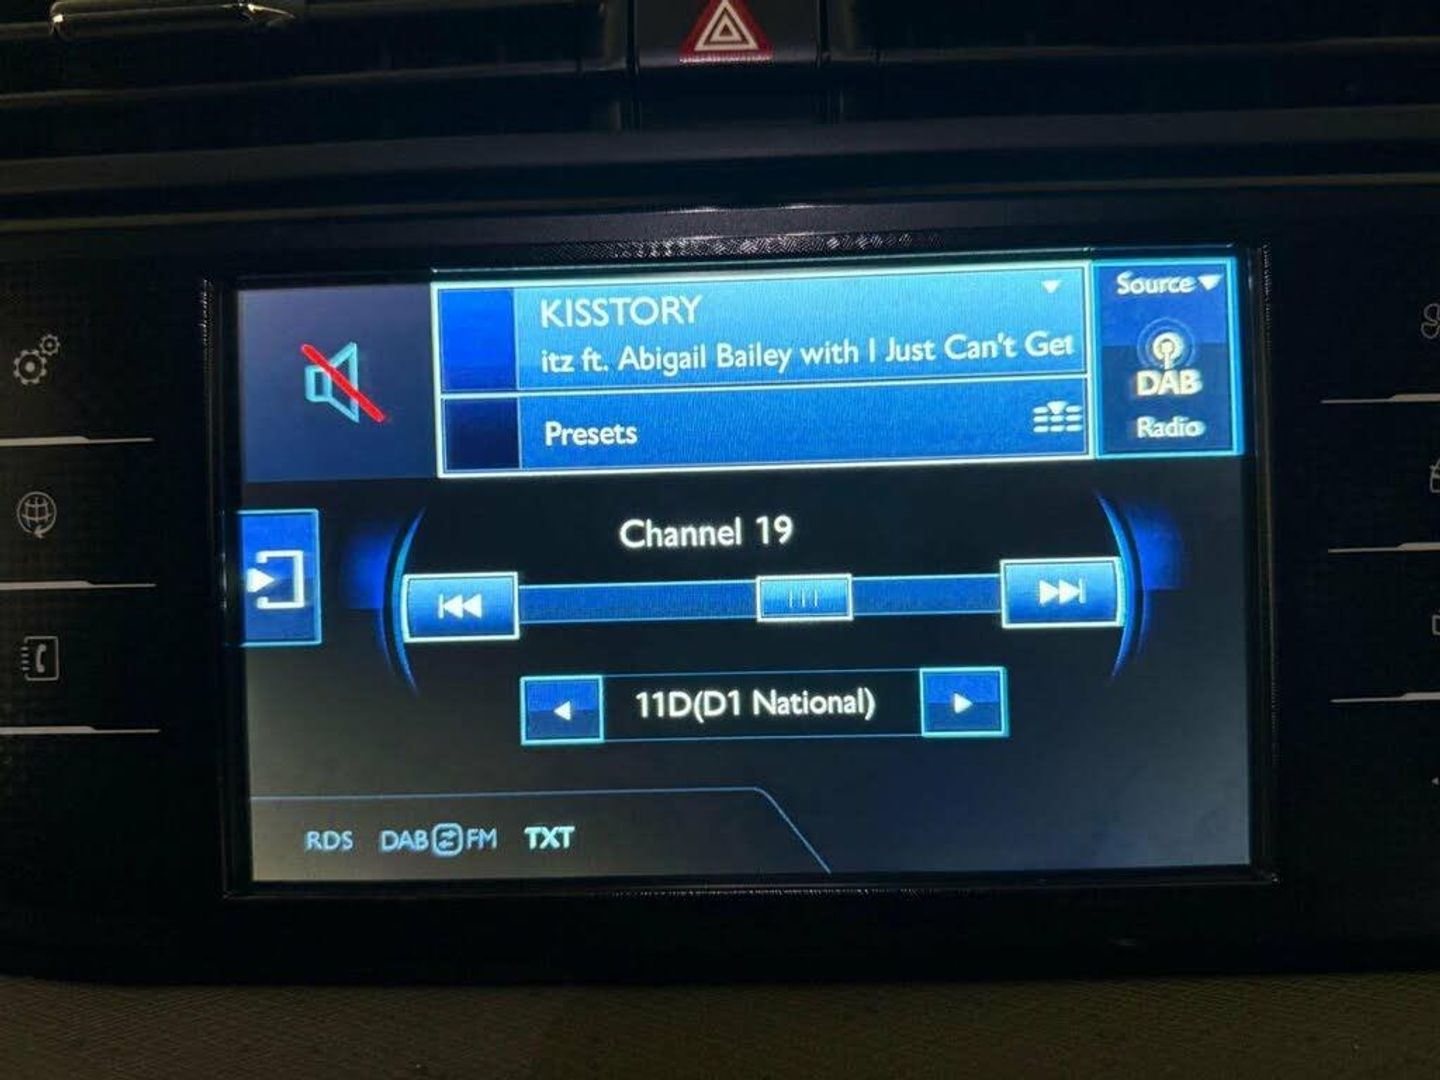 KISSTORY
Source
itz ft. Abigail Bailey with I Just Can't Get
DAB
Radio
Presets
Channel 19
11D(D1 National)
RDS DAB FM TXT